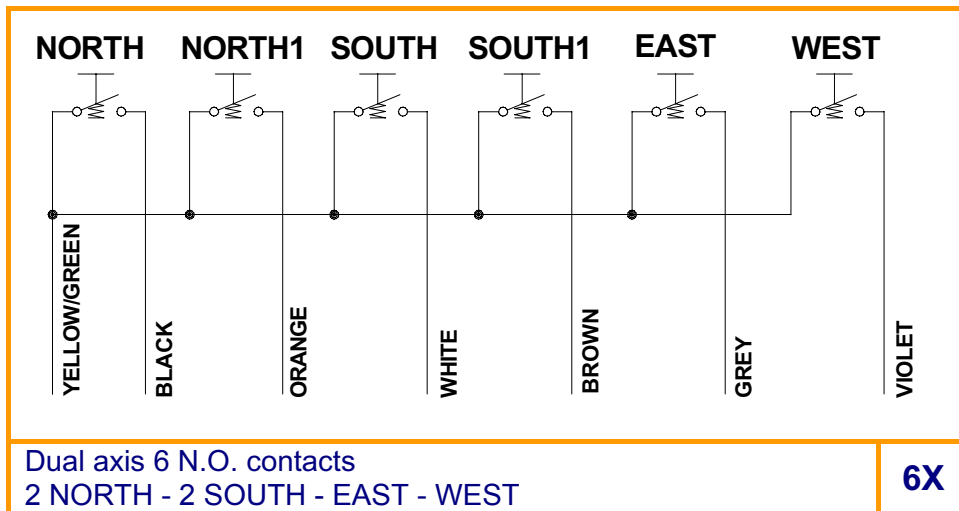 NORTH NORTH1 SOUTH SOUTH1 EAST WEST
YELLOW/GREEN
BLACK
ORANGE
WHITE
BROWN
GREY
VIOLET
Dual axis 6 N.O. contacts
2 NORTH - 2 SOUTH - EAST - WEST
6X